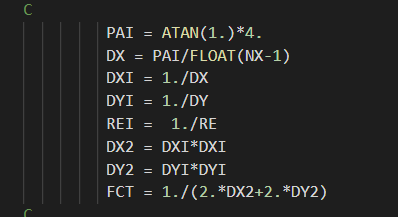 C
PAI = ATAN(1.)*4.
DX = PAI/FLOAT(NX-1)
DXI = 1./DX
DYI = 1./DY
REI =  1./RE
DX2 = DXI*DXI
DY2 = DYI*DYI
FCT = 1./(2.*DX2+2.*DY2)
C